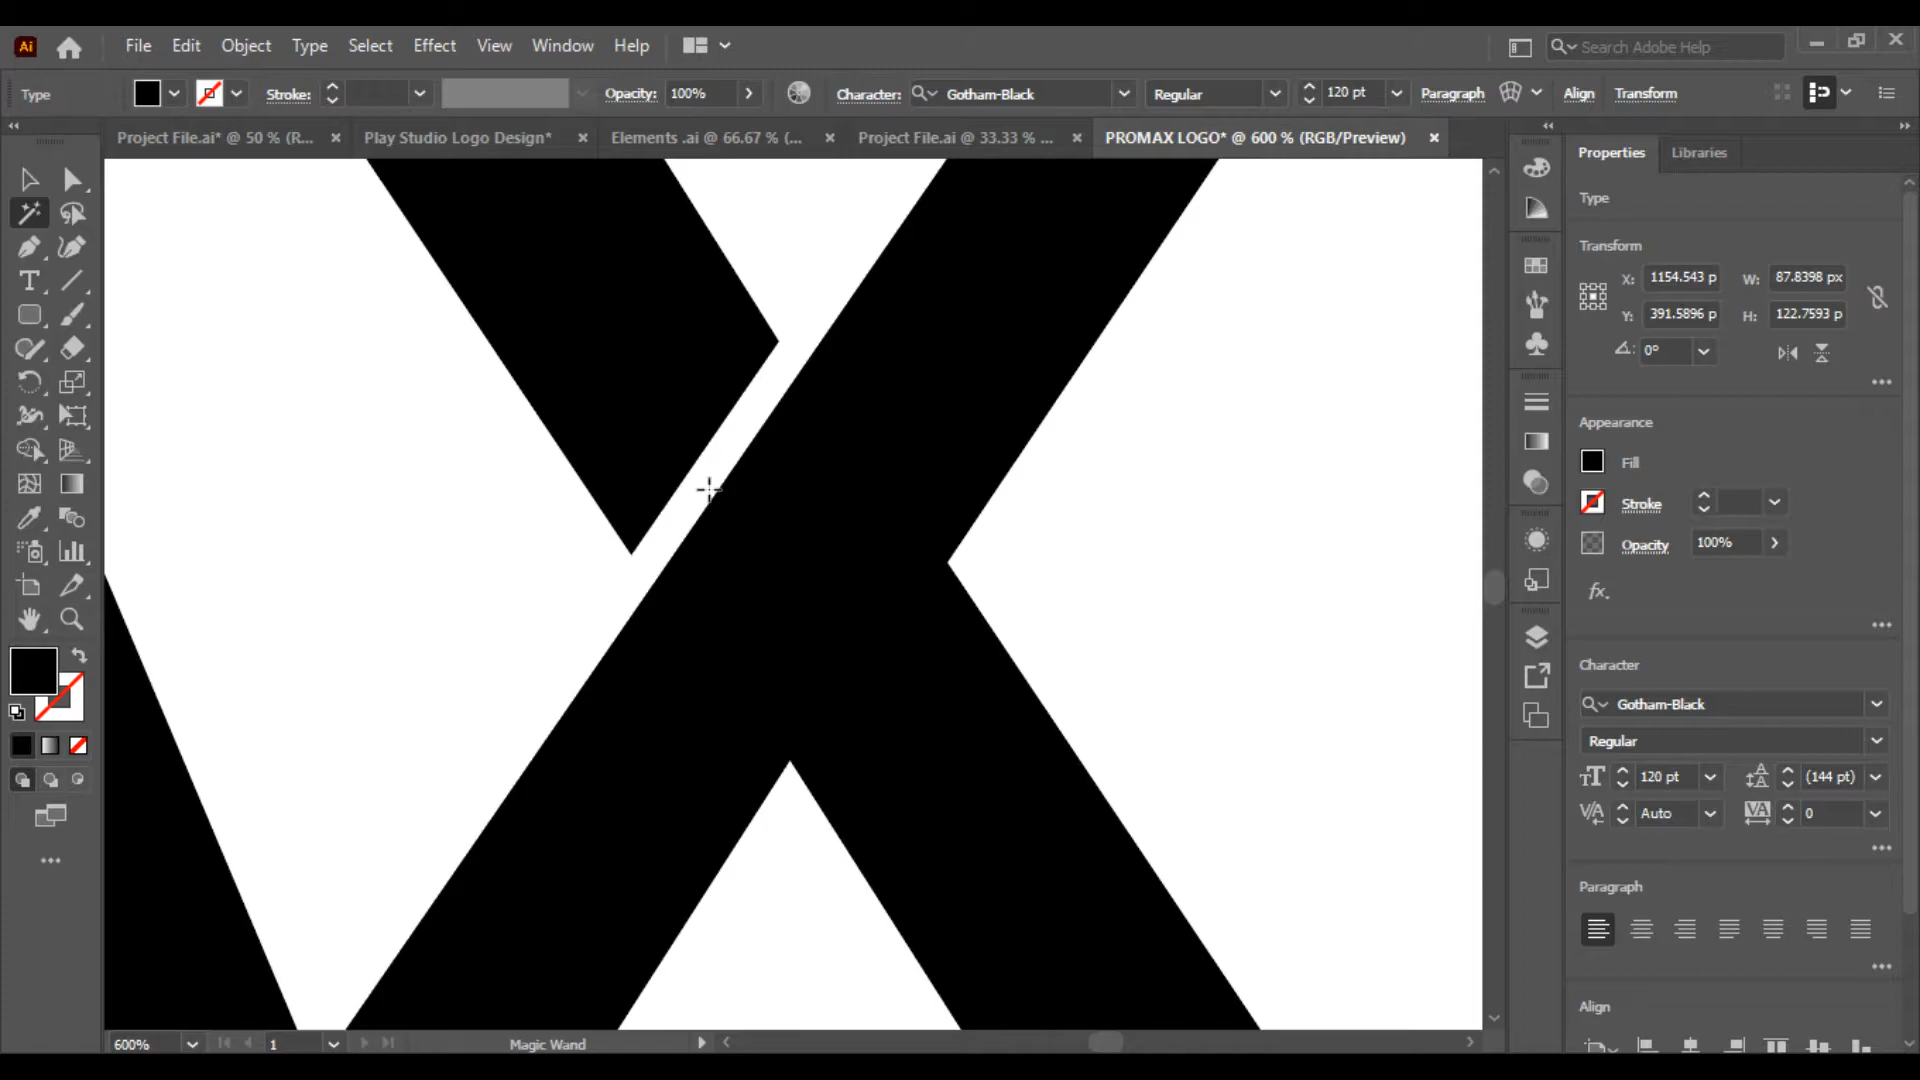 Ai File Edit Object Type Select Effect View Window Help Search Adobe Help
Type Stroke: Opacity: 100% Character: Gotham-Black Regular 120 pt Paragraph Align Transform
Project File.ai* @ 50 % (R... Play Studio Logo Design* Elements .ai @ 66.67 % (... Project File.ai @ 33.33 % ... PROMAX LOGO* @ 600 % (RGB/Preview)
Properties Libraries
Type
Transform
X: 1154.543 p W: 87.8398 px
Y: 391.5896 p H: 122.7593 p
0°
Appearance
Fill
Stroke
Opacity 100%
fx.
Character
Gotham-Black
Regular
120 pt (144 pt)
Auto 0
Paragraph
Align
600% 1 Magic Wand